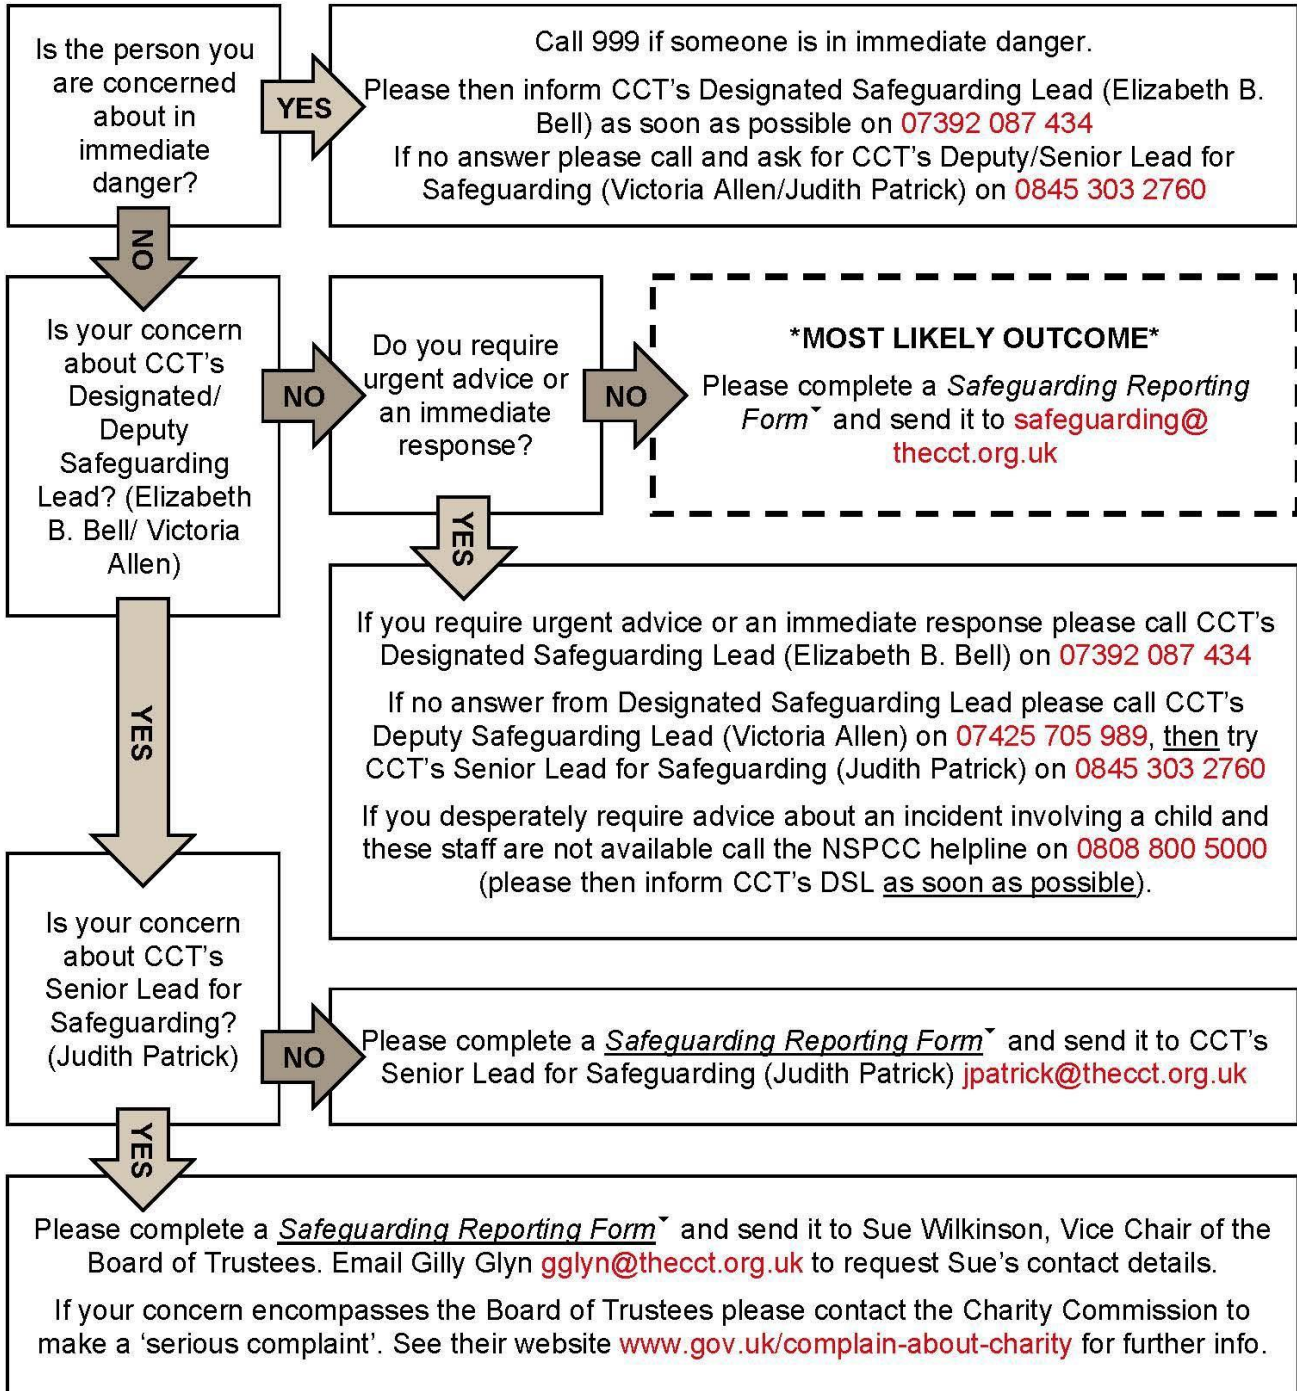 Is the person you
are concerned
about in
immediate
danger?
YES
Call 999 if someone is in immediate danger.
Please then inform CCT's Designated Safeguarding Lead (Elizabeth B.
Bell) as soon as possible on 07392 087 434
If no answer please call and ask for CCT's Deputy/Senior Lead for
Safeguarding (Victoria Allen/Judith Patrick) on 0845 303 2760
NO
Is your concern
about CCT's
Designated/
Deputy
Safeguarding
Lead? (Elizabeth
B. Bell/ Victoria
Allen)
NO
Do you require
urgent advice or
an immediate
response?
NO
*MOST LIKELY OUTCOME*
Please complete a Safeguarding Reporting
Form˅ and send it to safeguarding@
thecct.org.uk
YES
If you require urgent advice or an immediate response please call CCT's
Designated Safeguarding Lead (Elizabeth B. Bell) on 07392 087 434
If no answer from Designated Safeguarding Lead please call CCT's
Deputy Safeguarding Lead (Victoria Allen) on 07425 705 989, then try
CCT's Senior Lead for Safeguarding (Judith Patrick) on 0845 303 2760
If you desperately require advice about an incident involving a child and
these staff are not available call the NSPCC helpline on 0808 800 5000
(please then inform CCT's DSL as soon as possible).
YES
Is your concern
about CCT's
Senior Lead for
Safeguarding?
(Judith Patrick)
NO
Please complete a Safeguarding Reporting Form˅ and send it to CCT's
Senior Lead for Safeguarding (Judith Patrick) jpatrick@thecct.org.uk
YES
Please complete a Safeguarding Reporting Form˅ and send it to Sue Wilkinson, Vice Chair of the
Board of Trustees. Email Gilly Glyn gglyn@thecct.org.uk to request Sue's contact details.
If your concern encompasses the Board of Trustees please contact the Charity Commission to
make a 'serious complaint'. See their website www.gov.uk/complain-about-charity for further info.